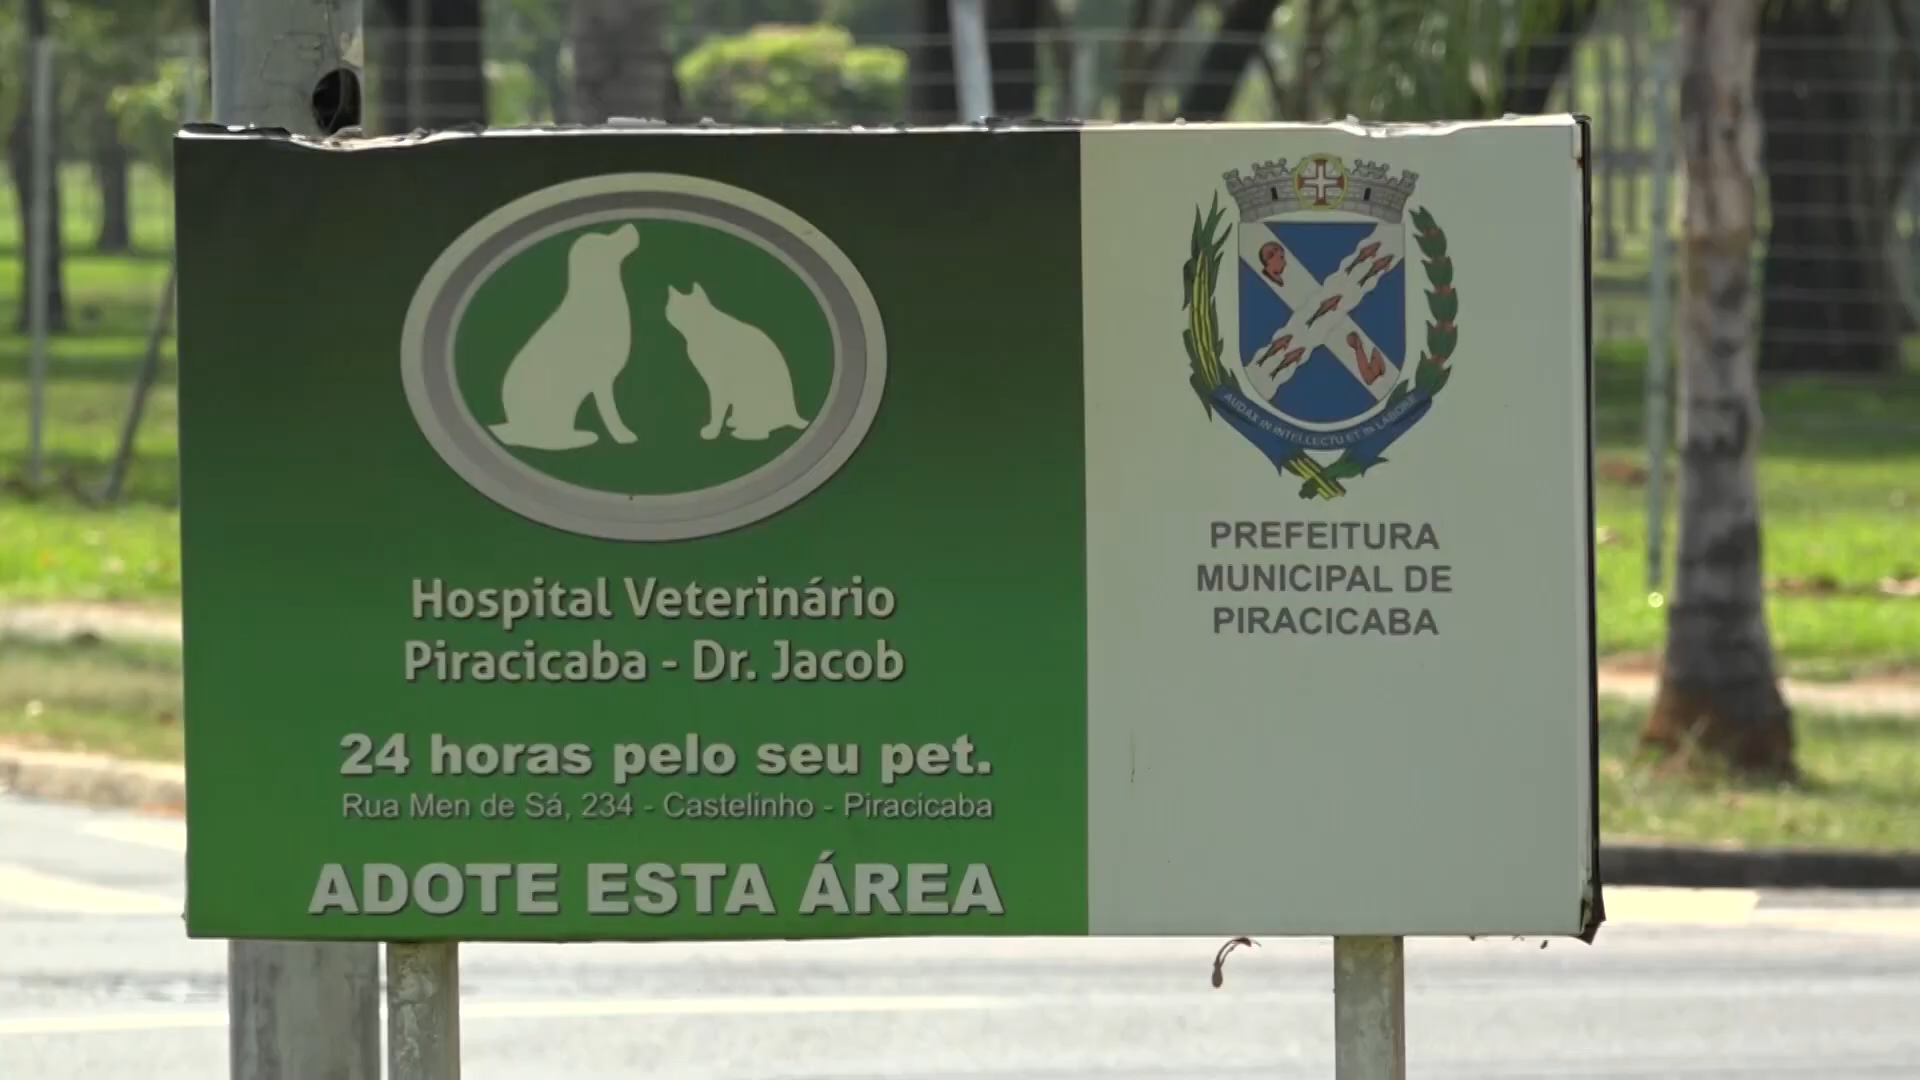 Hospital Veterinário
Piracicaba - Dr. Jacob
24 horas pelo seu pet.
Rua Men de Sá, 234 - Castelinho - Piracicaba
ADOTE ESTA ÁREA
AUDAX IN INTELLECTU ET IN LABORE
PREFEITURA
MUNICIPAL DE
PIRACICABA